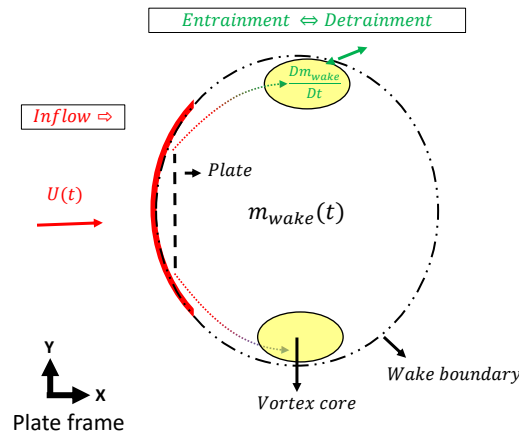 Entrainment ⇔ Detrainment
Dm_wake
Dt
Inflow ⇨
Plate
U(t)
m_wake(t)
Wake boundary
Vortex core
Y
X
Plate frame